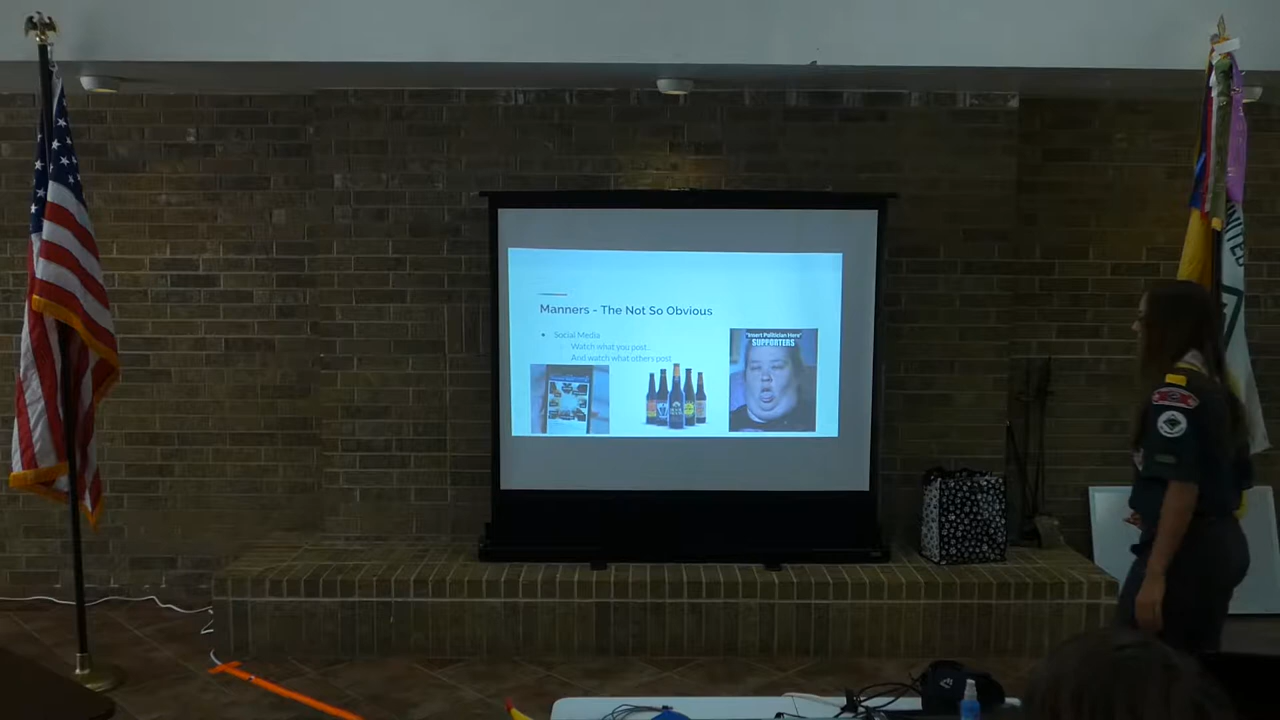 Manners - The Not So Obvious
Social Media
Watch what you post..
And watch what others post
"Insert Politician Here"
SUPPORTERS
UNITED